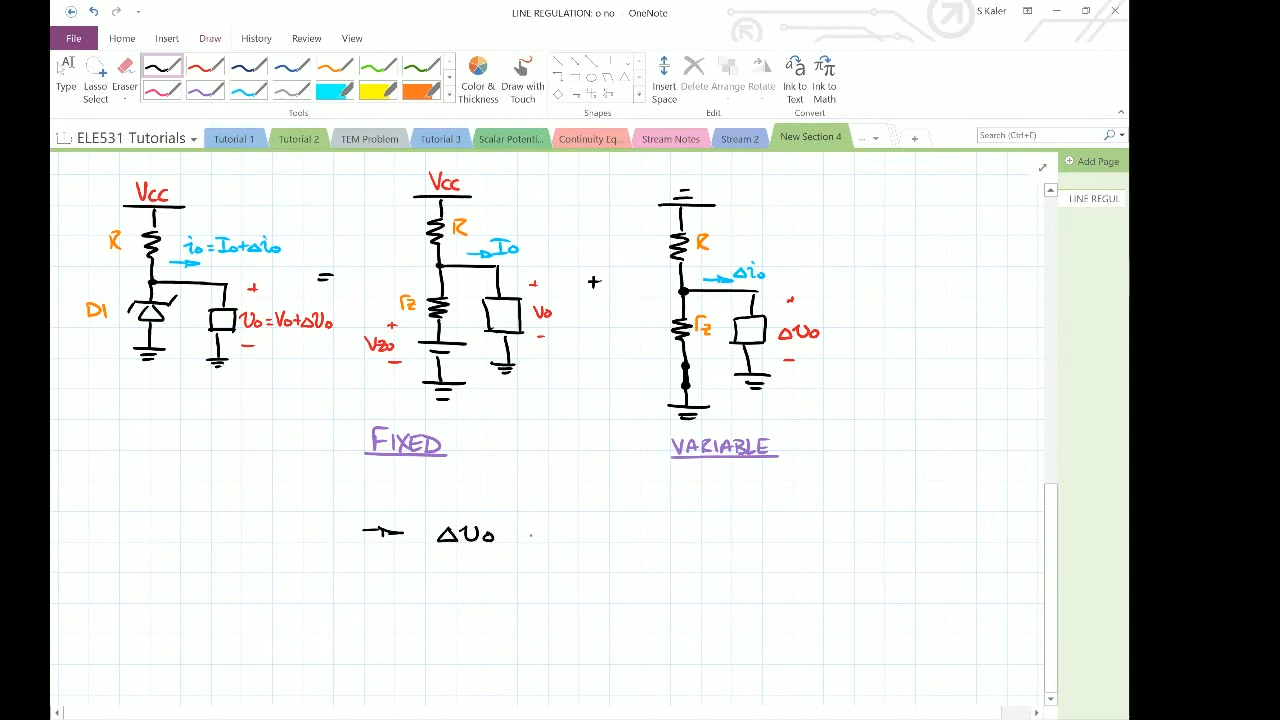 LINE REGULATION: o no - OneNote
S Kaler
File Home Insert Draw History Review View
Type
Lasso Select
Eraser
Color & Thickness
Draw with Touch
Insert Space
Delete
Arrange
Rotate
Ink to Text
Ink to Math
Tools
Shapes
Edit
Convert
ELE531 Tutorials
Tutorial 1
Tutorial 2
TEM Problem
Tutorial 3
Scalar Potenti...
Continuity Eq...
Stream Notes
Stream 2
New Section 4
...
Search (Ctrl+E)
Add Page
LINE REGUL
VCC
R
io = Io + Δio
D1
+
υo = Vo + Δυo
−
=
VCC
R
Io
rz
+
Vzo
−
+
Vo
-
+
R
Δio
rz
+
Δυo
−
FIXED
VARIABLE
→ Δυo